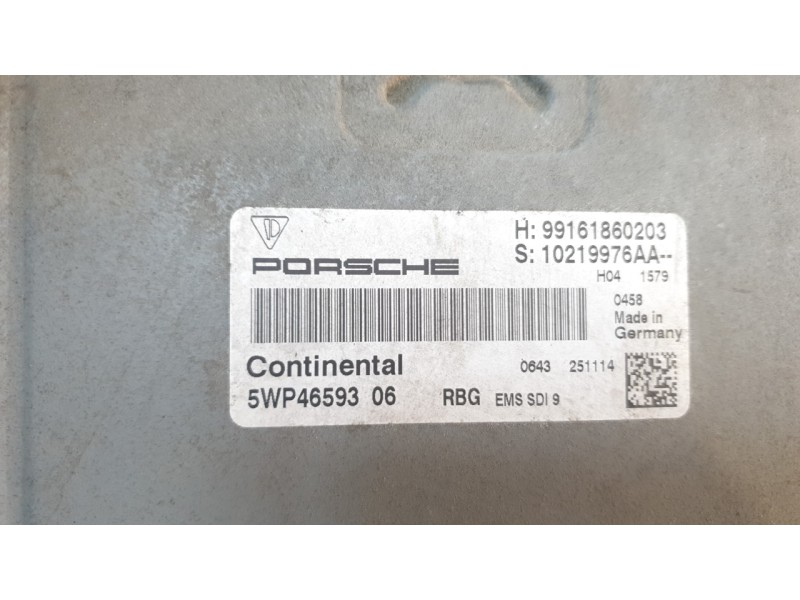 H: 99161860203
PORSCHE S: 10219976AA--
H04 1579
0458
Made in
Germany
Continental 0643 251114
5WP46593 06 RBG EMS SDI 9